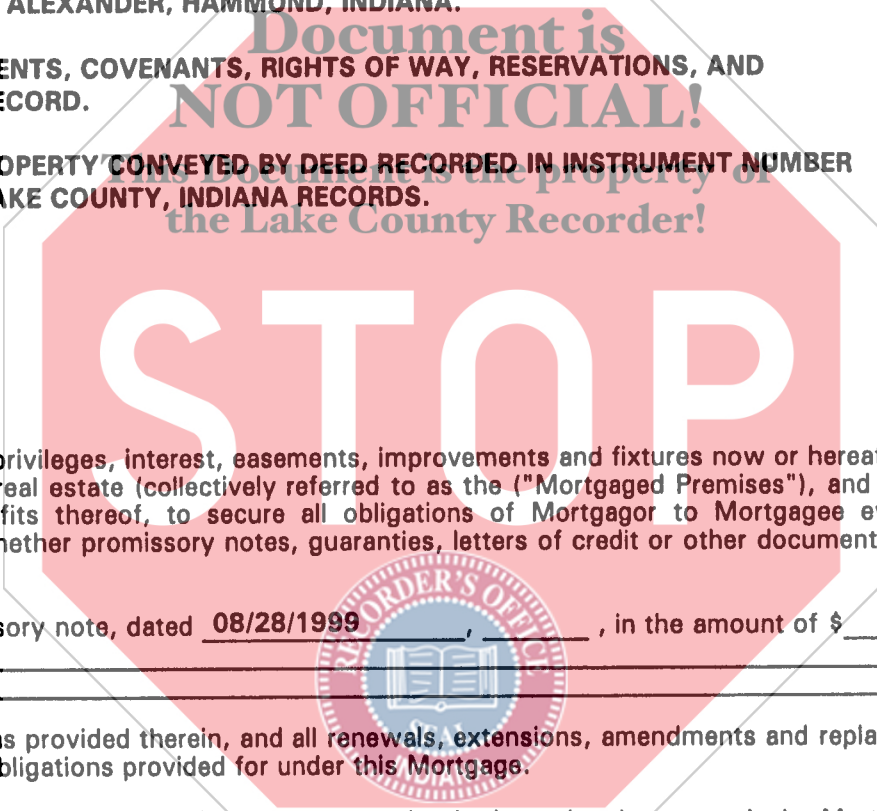 ALEXANDER, HAMMOND, INDIANA.
Document is
ENTS, COVENANTS, RIGHTS OF WAY, RESERVATIONS, AND
ECORD.
NOT OFFICIAL!
OPERTY CONVEYED BY DEED RECORDED IN INSTRUMENT NUMBER
This Document is the property of
AKE COUNTY, INDIANA RECORDS.
the Lake County Recorder!
STOP
privileges, interest, easements, improvements and fixtures now or hereaf
real estate (collectively referred to as the ("Mortgaged Premises"), and
fits thereof, to secure all obligations of Mortgagor to Mortgagee ev
hether promissory notes, guaranties, letters of credit or other document
RECORDER'S OFFICE
sory note, dated 08/28/1999 , , in the amount of $
SEAL
INDIANA
as provided therein, and all renewals, extensions, amendments and repla
bligations provided for under this Mortgage.